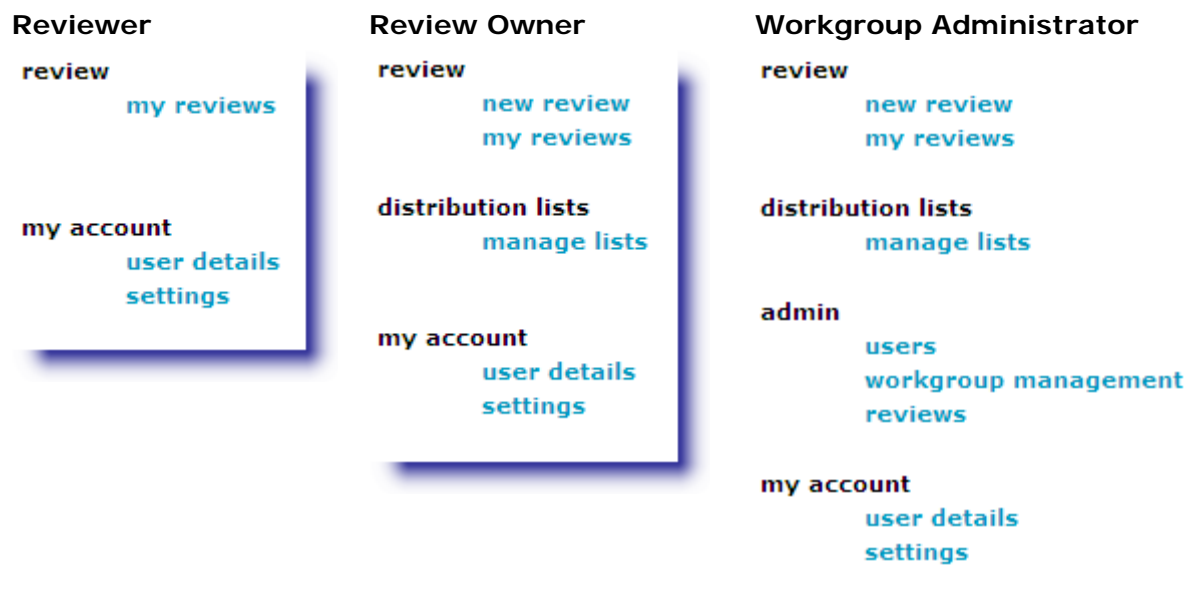 Reviewer
review
my reviews
my account
user details
settings
Review Owner
review
new review
my reviews
distribution lists
manage lists
my account
user details
settings
Workgroup Administrator
review
new review
my reviews
distribution lists
manage lists
admin
users
workgroup management
reviews
my account
user details
settings